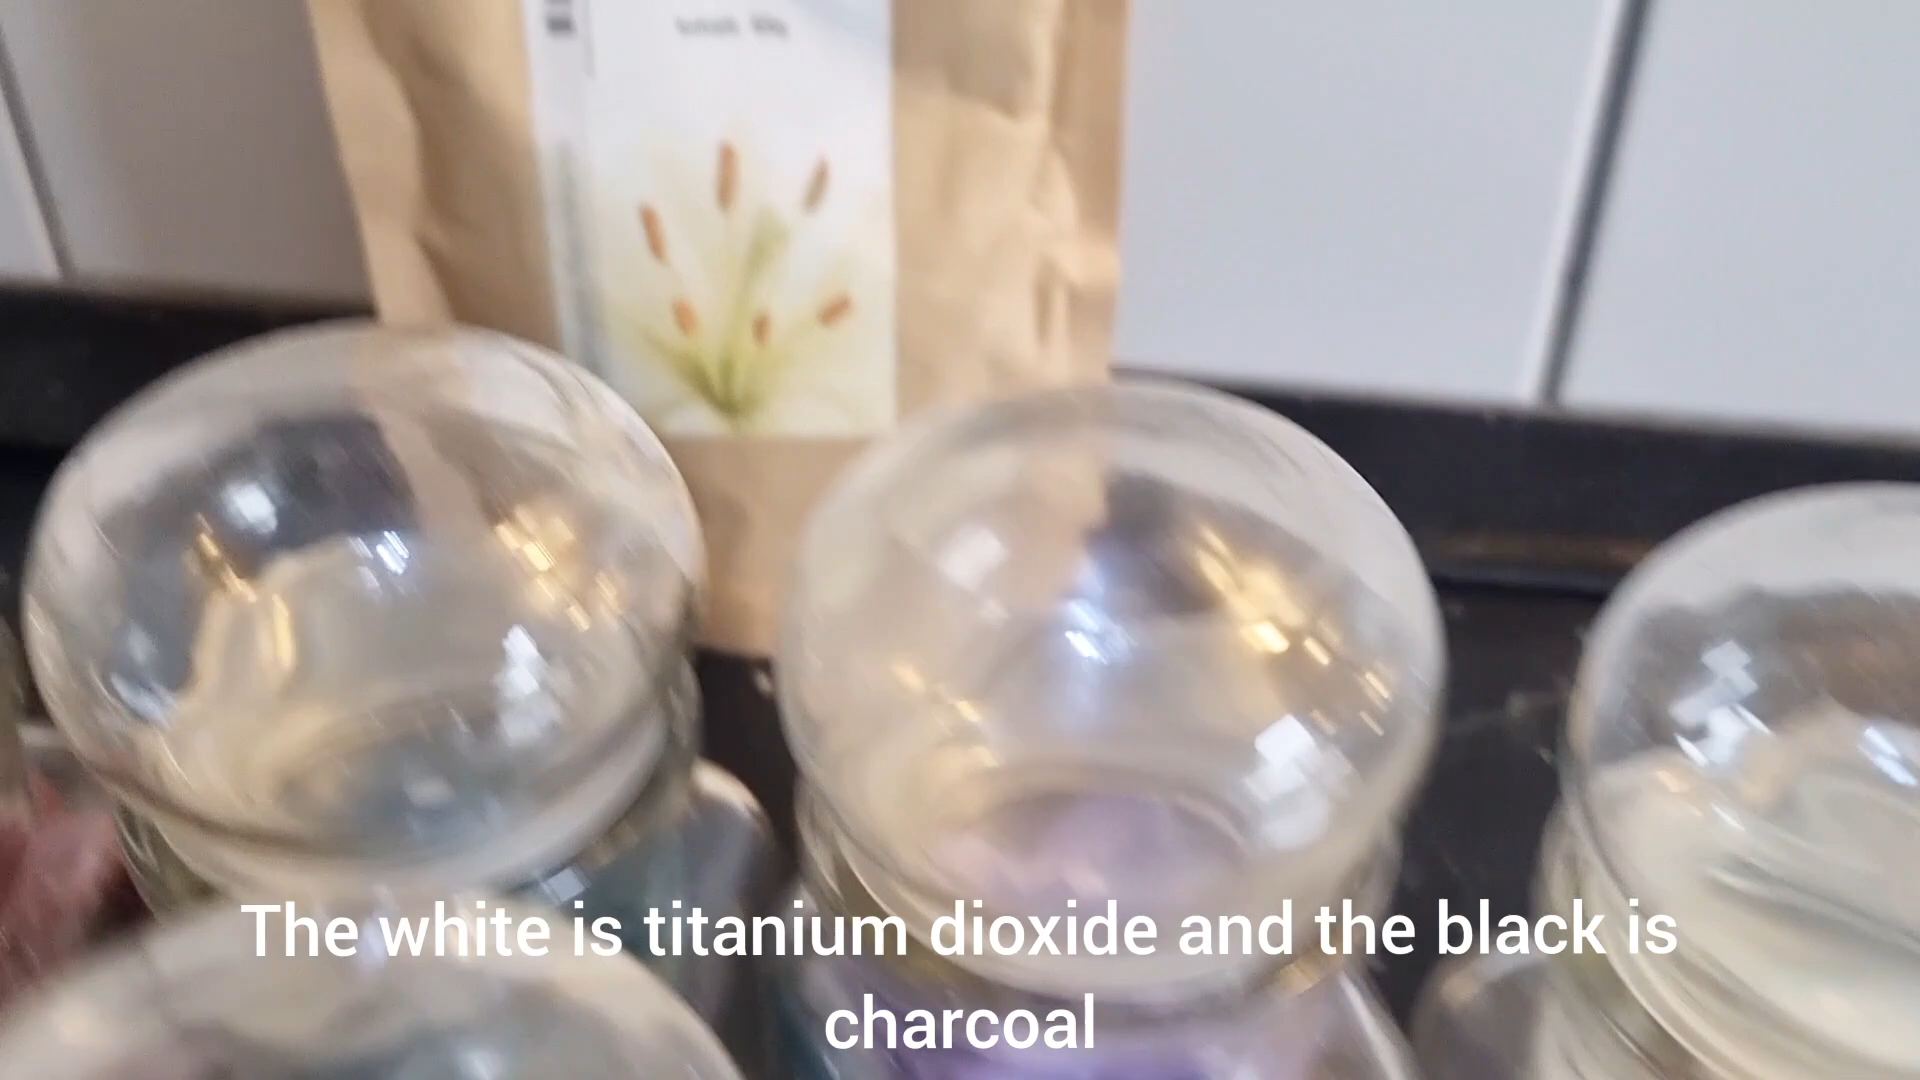 The white is titanium dioxide and the black is
charcoal